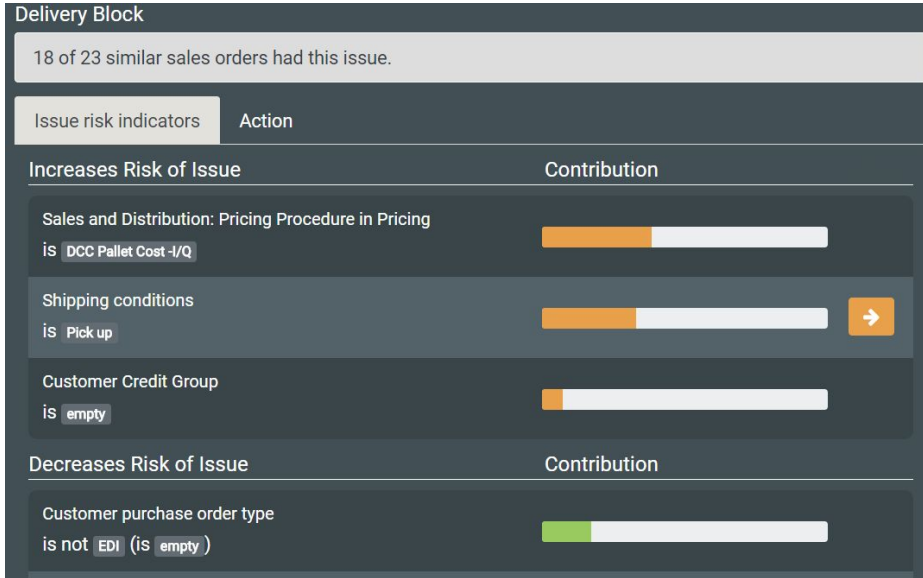 Delivery Block
18 of 23 similar sales orders had this issue.
Issue risk indicators Action
Increases Risk of Issue Contribution
Sales and Distribution: Pricing Procedure in Pricing
is DCC Pallet Cost -I/Q
Shipping conditions
is Pick up
Customer Credit Group
is empty
Decreases Risk of Issue Contribution
Customer purchase order type
is not EDI (is empty)